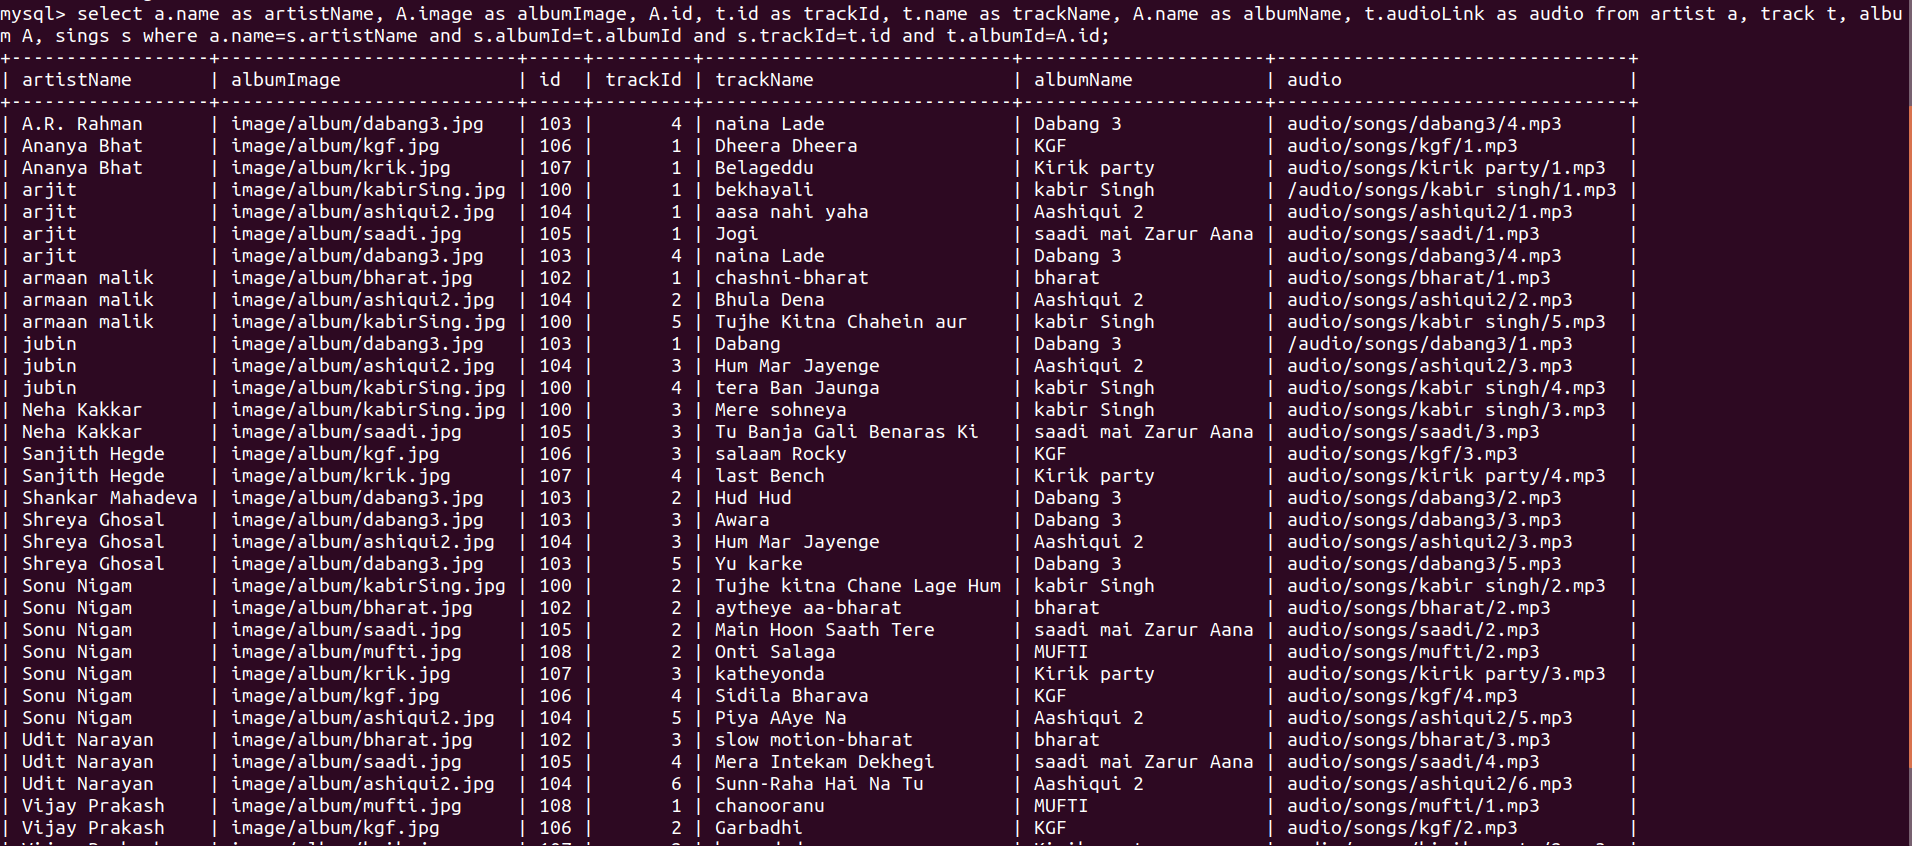 mysql> select a.name as artistName, A.image as albumImage, A.id, t.id as trackId, t.name as trackName, A.name as albumName, t.audioLink as audio from artist a, track t, albu
m A, sings s where a.name=s.artistName and s.albumId=t.albumId and s.trackId=t.id and t.albumId=A.id;
+------------------+----------------------------+-----+---------+----------------------------+----------------------+--------------------------------+
| artistName       | albumImage                | id  | trackId | trackName                  | albumName            | audio                          |
+------------------+----------------------------+-----+---------+----------------------------+----------------------+--------------------------------+
| A.R. Rahman      | image/album/dabang3.jpg   | 103 |       4 | naina Lade                 | Dabang 3             | audio/songs/dabang3/4.mp3      |
| Ananya Bhat      | image/album/kgf.jpg       | 106 |       1 | Dheera Dheera              | KGF                  | audio/songs/kgf/1.mp3          |
| Ananya Bhat      | image/album/krik.jpg      | 107 |       1 | Belageddu                  | Kirik party          | audio/songs/kirik party/1.mp3  |
| arjit            | image/album/kabirSing.jpg | 100 |       1 | bekhayali                  | kabir Singh          | /audio/songs/kabir singh/1.mp3 |
| arjit            | image/album/ashiqui2.jpg  | 104 |       1 | aasa nahi yaha             | Aashiqui 2           | audio/songs/ashiqui2/1.mp3     |
| arjit            | image/album/saadi.jpg     | 105 |       1 | Jogi                       | saadi mai Zarur Aana | audio/songs/saadi/1.mp3        |
| arjit            | image/album/dabang3.jpg   | 103 |       4 | naina Lade                 | Dabang 3             | audio/songs/dabang3/4.mp3      |
| armaan malik     | image/album/bharat.jpg    | 102 |       1 | chashni-bharat             | bharat               | audio/songs/bharat/1.mp3       |
| armaan malik     | image/album/ashiqui2.jpg  | 104 |       2 | Bhula Dena                 | Aashiqui 2           | audio/songs/ashiqui2/2.mp3     |
| armaan malik     | image/album/kabirSing.jpg | 100 |       5 | Tujhe Kitna Chahein aur    | kabir Singh          | audio/songs/kabir singh/5.mp3  |
| jubin            | image/album/dabang3.jpg   | 103 |       1 | Dabang                     | Dabang 3             | /audio/songs/dabang3/1.mp3     |
| jubin            | image/album/ashiqui2.jpg  | 104 |       3 | Hum Mar Jayenge            | Aashiqui 2           | audio/songs/ashiqui2/3.mp3     |
| jubin            | image/album/kabirSing.jpg | 100 |       4 | tera Ban Jaunga            | kabir Singh          | audio/songs/kabir singh/4.mp3  |
| Neha Kakkar      | image/album/kabirSing.jpg | 100 |       3 | Mere sohneya               | kabir Singh          | audio/songs/kabir singh/3.mp3  |
| Neha Kakkar      | image/album/saadi.jpg     | 105 |       3 | Tu Banja Gali Benaras Ki   | saadi mai Zarur Aana | audio/songs/saadi/3.mp3        |
| Sanjith Hegde    | image/album/kgf.jpg       | 106 |       3 | salaam Rocky               | KGF                  | audio/songs/kgf/3.mp3          |
| Sanjith Hegde    | image/album/krik.jpg      | 107 |       4 | last Bench                 | Kirik party          | audio/songs/kirik party/4.mp3  |
| Shankar Mahadeva | image/album/dabang3.jpg   | 103 |       2 | Hud Hud                    | Dabang 3             | audio/songs/dabang3/2.mp3      |
| Shreya Ghosal    | image/album/dabang3.jpg   | 103 |       3 | Awara                      | Dabang 3             | audio/songs/dabang3/3.mp3      |
| Shreya Ghosal    | image/album/ashiqui2.jpg  | 104 |       3 | Hum Mar Jayenge            | Aashiqui 2           | audio/songs/ashiqui2/3.mp3     |
| Shreya Ghosal    | image/album/dabang3.jpg   | 103 |       5 | Yu karke                   | Dabang 3             | audio/songs/dabang3/5.mp3      |
| Sonu Nigam       | image/album/kabirSing.jpg | 100 |       2 | Tujhe kitna Chane Lage Hum | kabir Singh          | audio/songs/kabir singh/2.mp3  |
| Sonu Nigam       | image/album/bharat.jpg    | 102 |       2 | aytheye aa-bharat          | bharat               | audio/songs/bharat/2.mp3       |
| Sonu Nigam       | image/album/saadi.jpg     | 105 |       2 | Main Hoon Saath Tere       | saadi mai Zarur Aana | audio/songs/saadi/2.mp3        |
| Sonu Nigam       | image/album/mufti.jpg     | 108 |       2 | Onti Salaga                | MUFTI                | audio/songs/mufti/2.mp3        |
| Sonu Nigam       | image/album/krik.jpg      | 107 |       3 | katheyonda                 | Kirik party          | audio/songs/kirik party/3.mp3  |
| Sonu Nigam       | image/album/kgf.jpg       | 106 |       4 | Sidila Bharava             | KGF                  | audio/songs/kgf/4.mp3          |
| Sonu Nigam       | image/album/ashiqui2.jpg  | 104 |       5 | Piya AAye Na               | Aashiqui 2           | audio/songs/ashiqui2/5.mp3     |
| Udit Narayan     | image/album/bharat.jpg    | 102 |       3 | slow motion-bharat         | bharat               | audio/songs/bharat/3.mp3       |
| Udit Narayan     | image/album/saadi.jpg     | 105 |       4 | Mera Intekam Dekhegi       | saadi mai Zarur Aana | audio/songs/saadi/4.mp3        |
| Udit Narayan     | image/album/ashiqui2.jpg  | 104 |       6 | Sunn-Raha Hai Na Tu        | Aashiqui 2           | audio/songs/ashiqui2/6.mp3     |
| Vijay Prakash    | image/album/mufti.jpg     | 108 |       1 | chanooranu                 | MUFTI                | audio/songs/mufti/1.mp3        |
| Vijay Prakash    | image/album/kgf.jpg       | 106 |       2 | Garbadhi                   | KGF                  | audio/songs/kgf/2.mp3          |